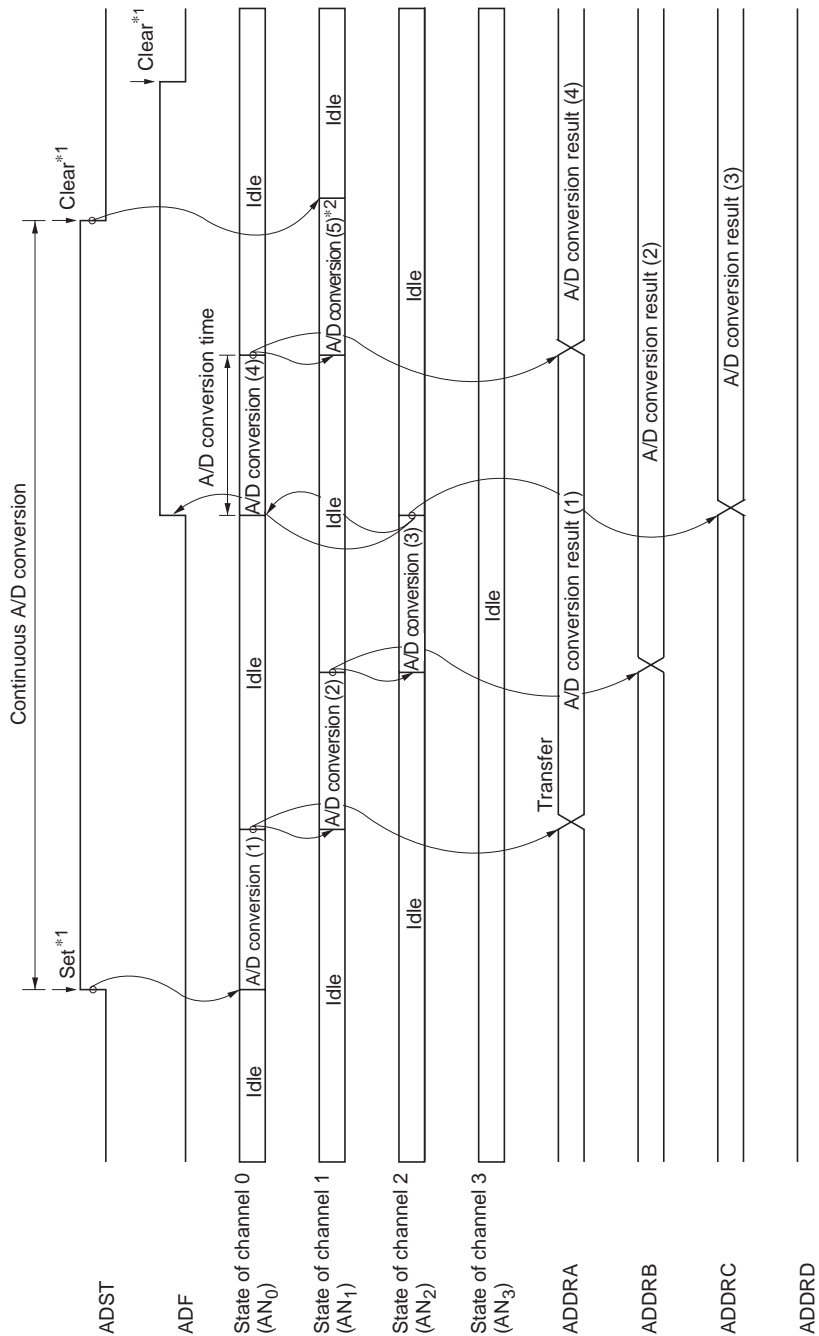 Continuous A/D conversion
Set*1
Clear*1
ADST
Clear*1
ADF
A/D conversion time
State of channel 0
(AN0)
Idle
A/D conversion (1)
Idle
A/D conversion (4)
Idle
State of channel 1
(AN1)
Idle
A/D conversion (2)
Idle
A/D conversion (5)*2
Idle
State of channel 2
(AN2)
Idle
A/D conversion (3)
Idle
State of channel 3
(AN3)
Idle
Transfer
ADDRA
A/D conversion result (1)
A/D conversion result (4)
ADDRB
A/D conversion result (2)
ADDRC
A/D conversion result (3)
ADDRD